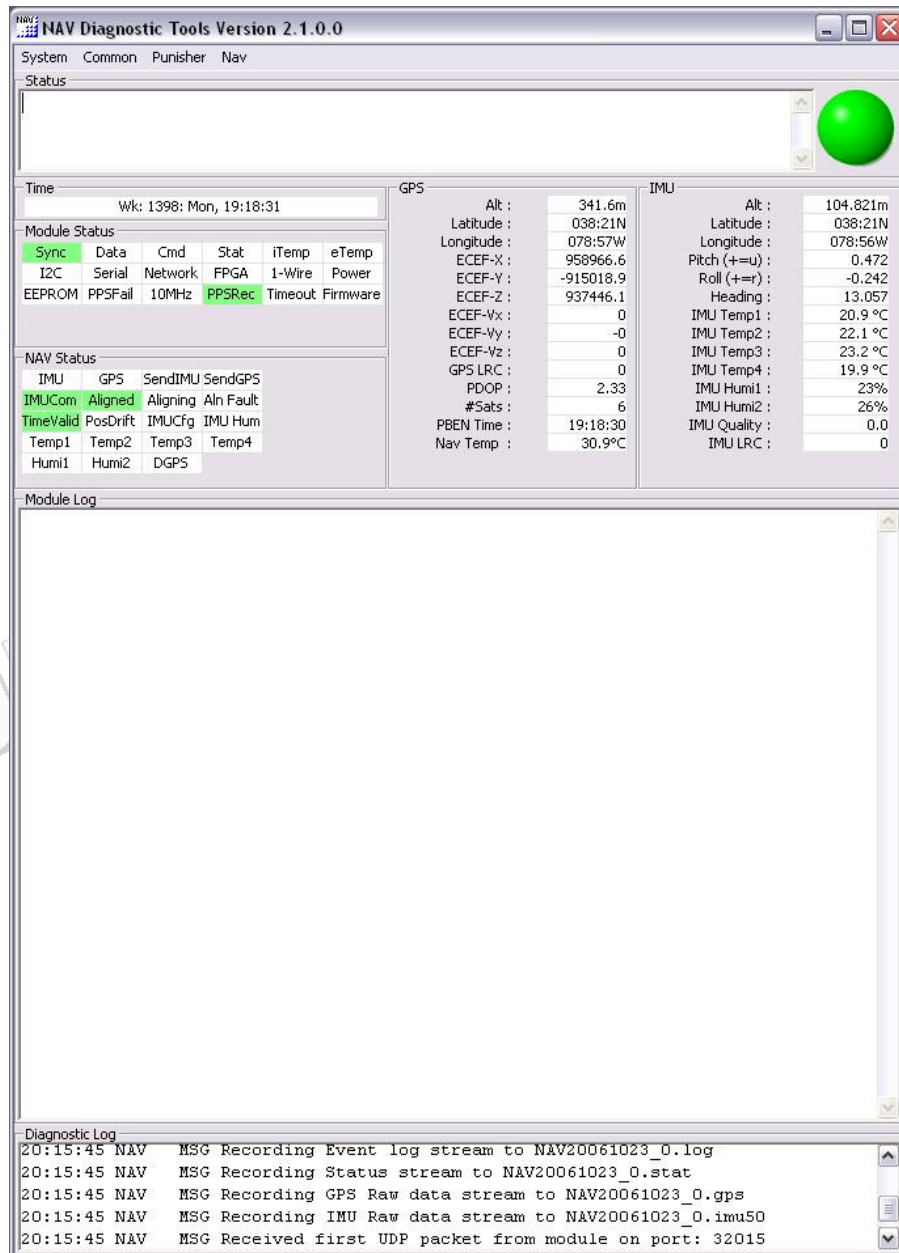 NAV Diagnostic Tools Version 2.1.0.0
System Common Punisher Nav
Status
Time
Wk: 1398: Mon, 19:18:31
Module Status
Sync Data Cmd Stat iTemp eTemp
I2C Serial Network FPGA 1-Wire Power
EEPROM PPSFail 10MHz PPSRec Timeout Firmware
NAV Status
IMU GPS SendIMU SendGPS
IMUCom Aligned Aligning Aln Fault
TimeValid PosDrift IMUCfg IMU Hum
Temp1 Temp2 Temp3 Temp4
Humi1 Humi2 DGPS
GPS
Alt : 341.6m
Latitude : 038:21N
Longitude : 078:57W
ECEF-X : 958966.6
ECEF-Y : -915018.9
ECEF-Z : 937446.1
ECEF-Vx : 0
ECEF-Vy : -0
ECEF-Vz : 0
GPS LRC : 0
PDOP : 2.33
#Sats : 6
PBEN Time : 19:18:30
Nav Temp : 30.9°C
IMU
Alt : 104.821m
Latitude : 038:21N
Longitude : 078:56W
Pitch (+=u) : 0.472
Roll (+=r) : -0.242
Heading : 13.057
IMU Temp1 : 20.9 °C
IMU Temp2 : 22.1 °C
IMU Temp3 : 23.2 °C
IMU Temp4 : 19.9 °C
IMU Humi1 : 23%
IMU Humi2 : 26%
IMU Quality : 0.0
IMU LRC : 0
Module Log
Diagnostic Log
20:15:45 NAV MSG Recording Event log stream to NAV20061023_0.log
20:15:45 NAV MSG Recording Status stream to NAV20061023_0.stat
20:15:45 NAV MSG Recording GPS Raw data stream to NAV20061023_0.gps
20:15:45 NAV MSG Recording IMU Raw data stream to NAV20061023_0.imu50
20:15:45 NAV MSG Received first UDP packet from module on port: 32015